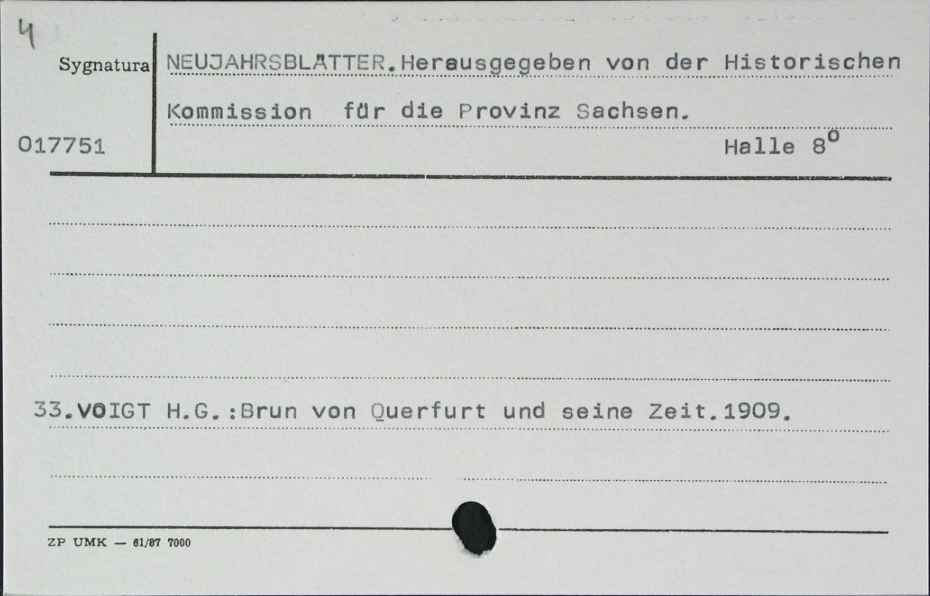 4
Sygnatura
NEUJAHRSBLÄTTER.Herausgegeben von der Historischen
Kommission für die Provinz Sachsen.
017751
Halle 8°
33.VOIGT H.G.:Brun von Querfurt und seine Zeit.1909.
ZP UMK — 61/87 7000